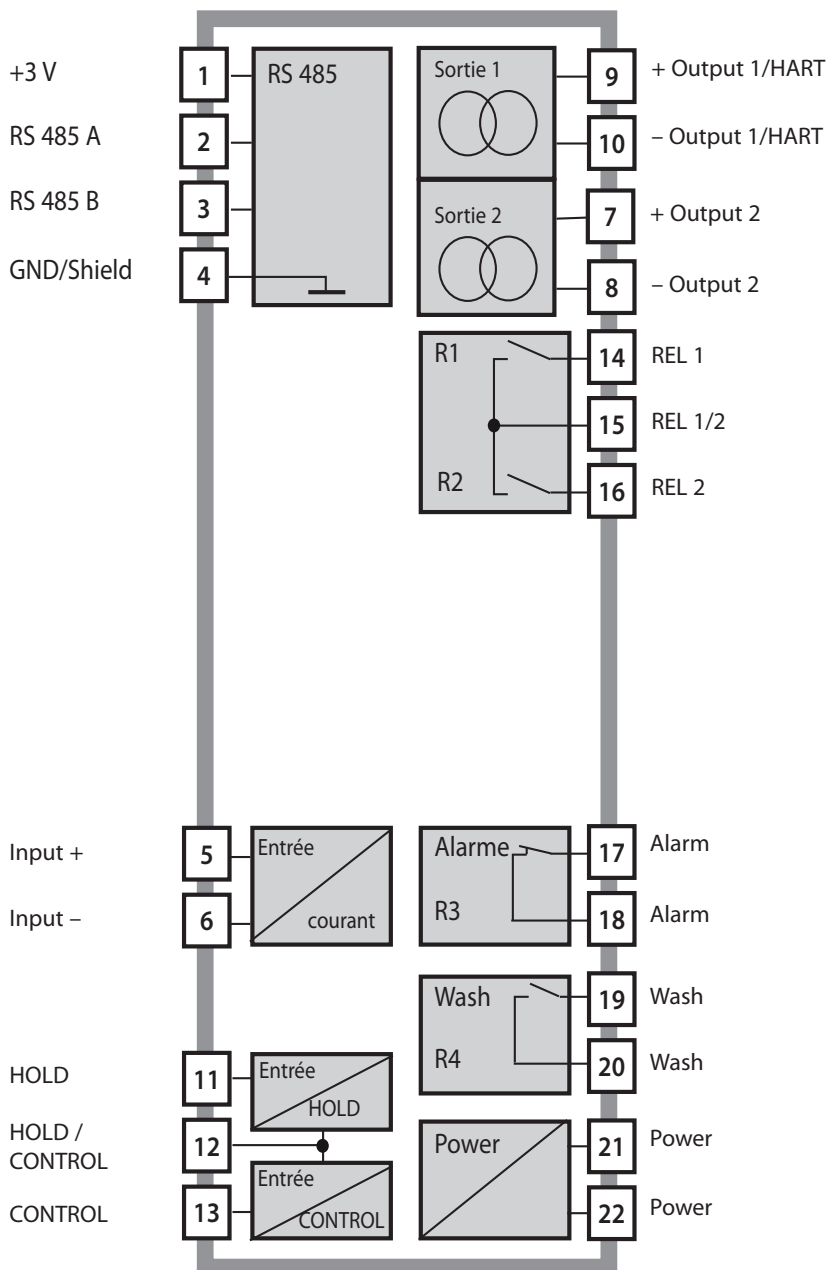 +3 V
1
RS 485
RS 485 A
2
RS 485 B
3
GND/Shield
4
Sortie 1
9
+ Output 1/HART
10
– Output 1/HART
Sortie 2
7
+ Output 2
8
– Output 2
R1
14
REL 1
15
REL 1/2
R2
16
REL 2
Input +
5
Entrée
Input –
6
courant
Alarme
17
Alarm
R3
18
Alarm
Wash
19
Wash
R4
20
Wash
HOLD
11
Entrée
HOLD
HOLD /
CONTROL
12
CONTROL
13
Entrée
CONTROL
Power
21
Power
22
Power